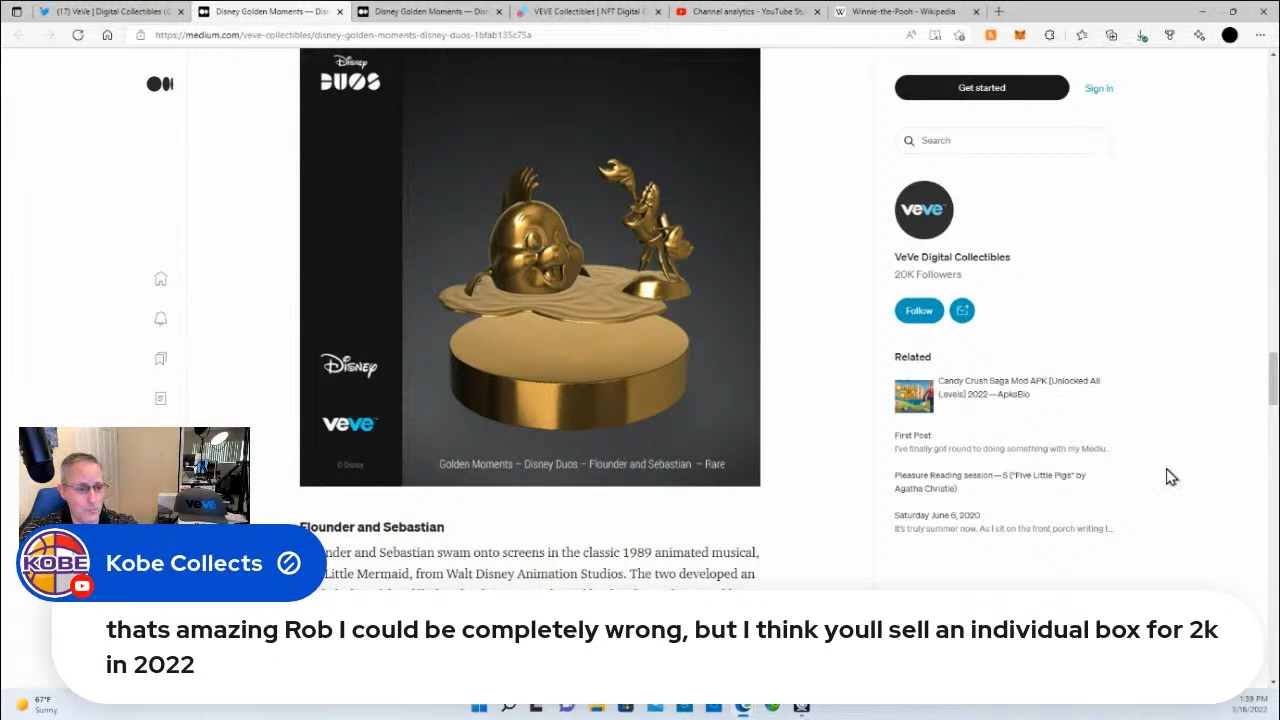 VeVe | Digital Collectibles (
Disney Golden Moments — Dis
Disney Golden Moments — Dis
VEVE Collectibles | NFT Digital C
Channel analytics - YouTube Stu
Winnie-the-Pooh - Wikipedia
https://medium.com/veve-collectibles/disney-golden-moments-disney-duos-1bfab135c75a
Disney
DUOS
Disney
veve
© Disney
Golden Moments – Disney Duos – Flounder and Sebastian – Rare
Get started
Sign In
Search
veve
VeVe Digital Collectibles
20K Followers
Follow
Related
Candy Crush Saga Mod APK [Unlocked All
Levels] 2022 — ApksBio
First Post
I've finally got round to doing something with my Mediu...
Pleasure Reading session — 5 ("Five Little Pigs" by
Agatha Christie)
Saturday June 6, 2020
It's truly summer now. As I sit on the front porch writing t...
Flounder and Sebastian
nder and Sebastian swam onto screens in the classic 1989 animated musical,
Little Mermaid, from Walt Disney Animation Studios. The two developed an
veve
KOBE
Kobe Collects
thats amazing Rob I could be completely wrong, but I think youll sell an individual box for 2k
in 2022
67°F
Sunny
1:39 PM